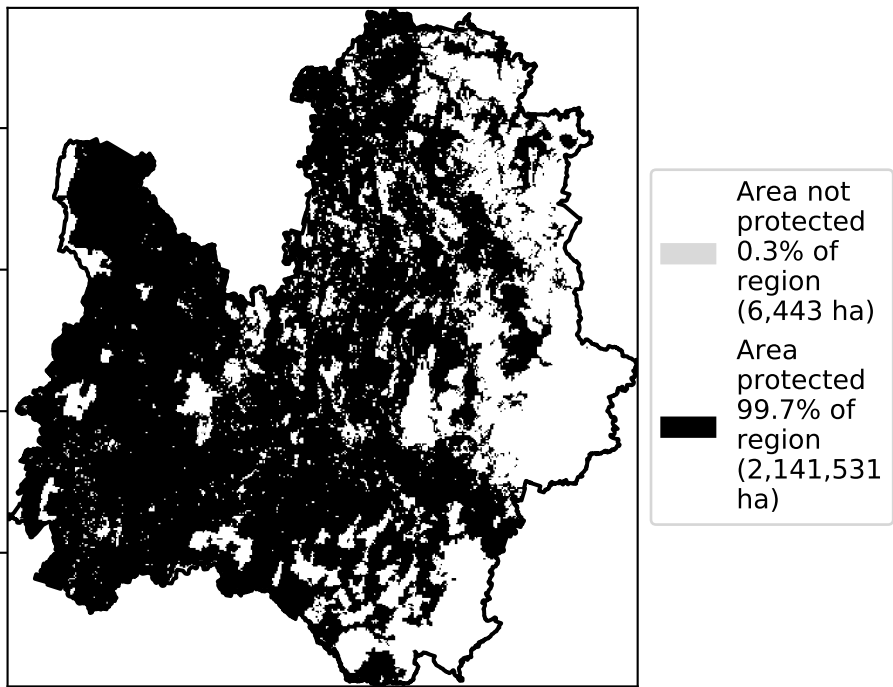 Area not
protected
0.3% of
region
(6,443 ha)
Area
protected
99.7% of
region
(2,141,531
ha)